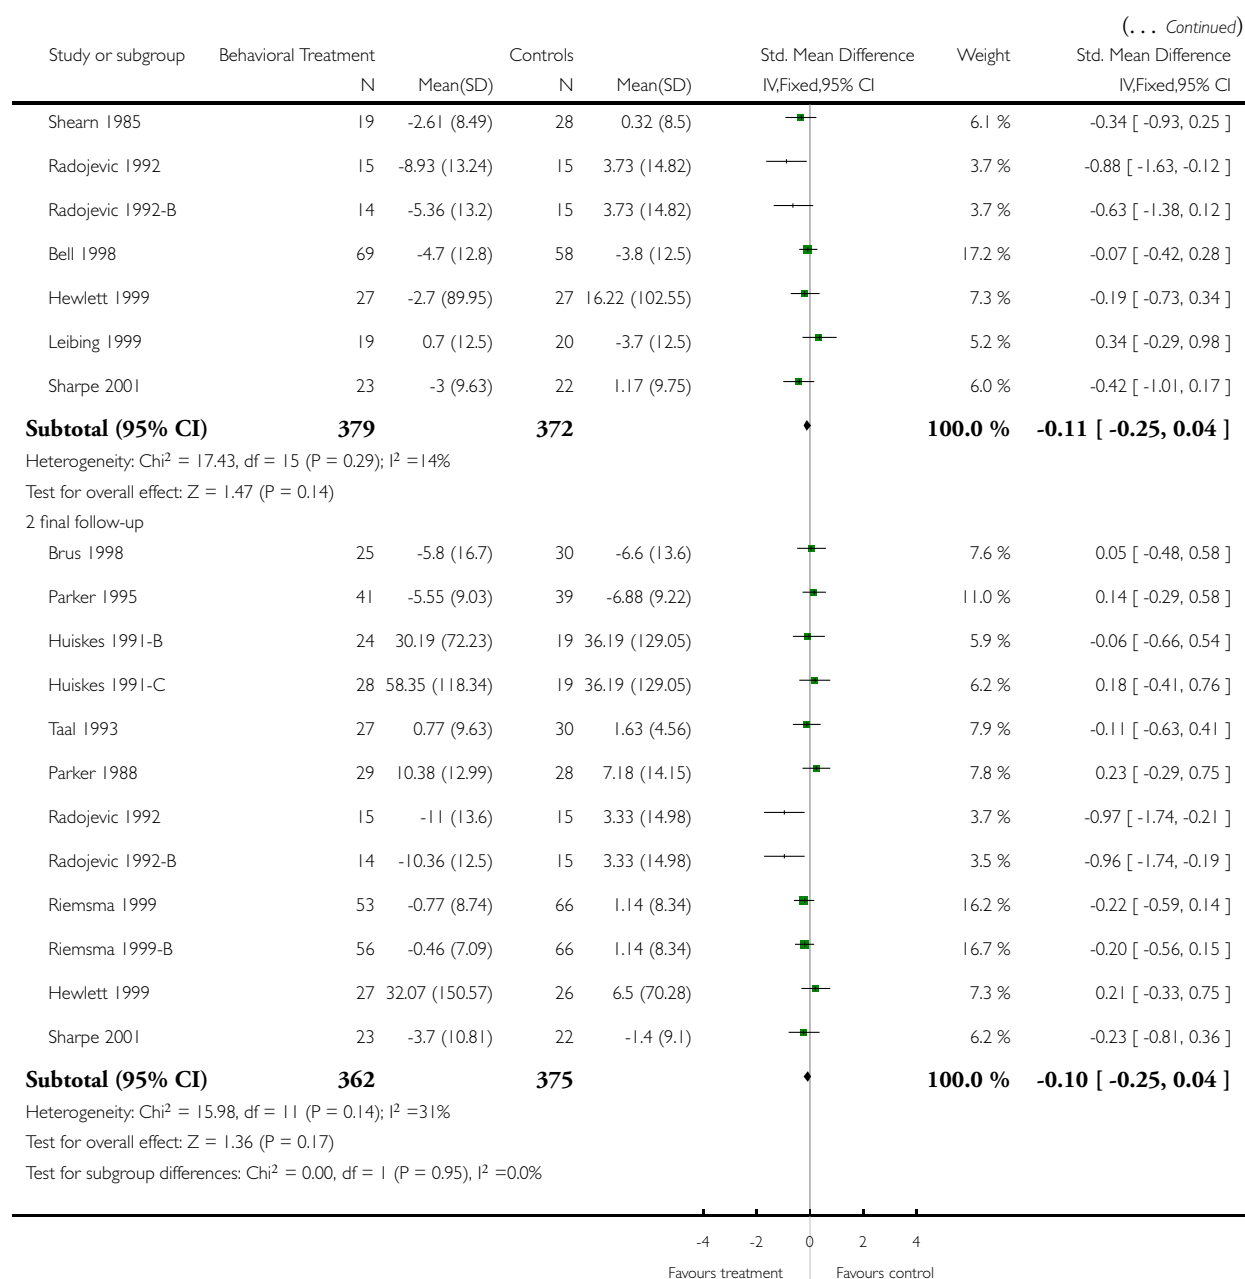 (... Continued)
Study or subgroup Behavioral Treatment Controls Std. Mean Difference Weight Std. Mean Difference
N Mean(SD) N Mean(SD) IV,Fixed,95% CI IV,Fixed,95% CI
Shearn 1985 19 -2.61 (8.49) 28 0.32 (8.5) 6.1 % -0.34 [ -0.93, 0.25 ]
Radojevic 1992 15 -8.93 (13.24) 15 3.73 (14.82) 3.7 % -0.88 [ -1.63, -0.12 ]
Radojevic 1992-B 14 -5.36 (13.2) 15 3.73 (14.82) 3.7 % -0.63 [ -1.38, 0.12 ]
Bell 1998 69 -4.7 (12.8) 58 -3.8 (12.5) 17.2 % -0.07 [ -0.42, 0.28 ]
Hewlett 1999 27 -2.7 (89.95) 27 16.22 (102.55) 7.3 % -0.19 [ -0.73, 0.34 ]
Leibing 1999 19 0.7 (12.5) 20 -3.7 (12.5) 5.2 % 0.34 [ -0.29, 0.98 ]
Sharpe 2001 23 -3 (9.63) 22 1.17 (9.75) 6.0 % -0.42 [ -1.01, 0.17 ]
Subtotal (95% CI) 379 372 100.0 % -0.11 [ -0.25, 0.04 ]
Heterogeneity: Chi² = 17.43, df = 15 (P = 0.29); I² =14%
Test for overall effect: Z = 1.47 (P = 0.14)
2 final follow-up
Brus 1998 25 -5.8 (16.7) 30 -6.6 (13.6) 7.6 % 0.05 [ -0.48, 0.58 ]
Parker 1995 41 -5.55 (9.03) 39 -6.88 (9.22) 11.0 % 0.14 [ -0.29, 0.58 ]
Huiskes 1991-B 24 30.19 (72.23) 19 36.19 (129.05) 5.9 % -0.06 [ -0.66, 0.54 ]
Huiskes 1991-C 28 58.35 (118.34) 19 36.19 (129.05) 6.2 % 0.18 [ -0.41, 0.76 ]
Taal 1993 27 0.77 (9.63) 30 1.63 (4.56) 7.9 % -0.11 [ -0.63, 0.41 ]
Parker 1988 29 10.38 (12.99) 28 7.18 (14.15) 7.8 % 0.23 [ -0.29, 0.75 ]
Radojevic 1992 15 -11 (13.6) 15 3.33 (14.98) 3.7 % -0.97 [ -1.74, -0.21 ]
Radojevic 1992-B 14 -10.36 (12.5) 15 3.33 (14.98) 3.5 % -0.96 [ -1.74, -0.19 ]
Riemsma 1999 53 -0.77 (8.74) 66 1.14 (8.34) 16.2 % -0.22 [ -0.59, 0.14 ]
Riemsma 1999-B 56 -0.46 (7.09) 66 1.14 (8.34) 16.7 % -0.20 [ -0.56, 0.15 ]
Hewlett 1999 27 32.07 (150.57) 26 6.5 (70.28) 7.3 % 0.21 [ -0.33, 0.75 ]
Sharpe 2001 23 -3.7 (10.81) 22 -1.4 (9.1) 6.2 % -0.23 [ -0.81, 0.36 ]
Subtotal (95% CI) 362 375 100.0 % -0.10 [ -0.25, 0.04 ]
Heterogeneity: Chi² = 15.98, df = 11 (P = 0.14); I² =31%
Test for overall effect: Z = 1.36 (P = 0.17)
Test for subgroup differences: Chi² = 0.00, df = 1 (P = 0.95), I² =0.0%
-4 -2 0 2 4
Favours treatment Favours control